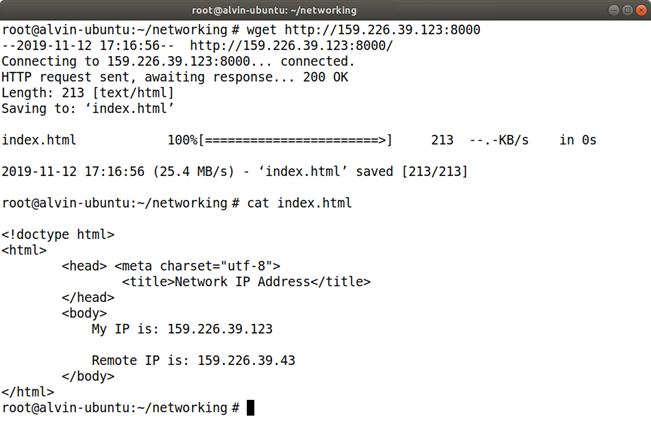 root@alvin-ubuntu: ~/networking
root@alvin-ubuntu:~/networking # wget http://159.226.39.123:8000
--2019-11-12 17:16:56--  http://159.226.39.123:8000/
Connecting to 159.226.39.123:8000... connected.
HTTP request sent, awaiting response... 200 OK
Length: 213 [text/html]
Saving to: ‘index.html’
index.html            100%[=======================>]     213  --.-KB/s    in 0s
2019-11-12 17:16:56 (25.4 MB/s) - ‘index.html’ saved [213/213]
root@alvin-ubuntu:~/networking # cat index.html
<!doctype html>
<html>
        <head> <meta charset="utf-8">
                <title>Network IP Address</title>
        </head>
        <body>
            My IP is: 159.226.39.123
            Remote IP is: 159.226.39.43
        </body>
</html>
root@alvin-ubuntu:~/networking #